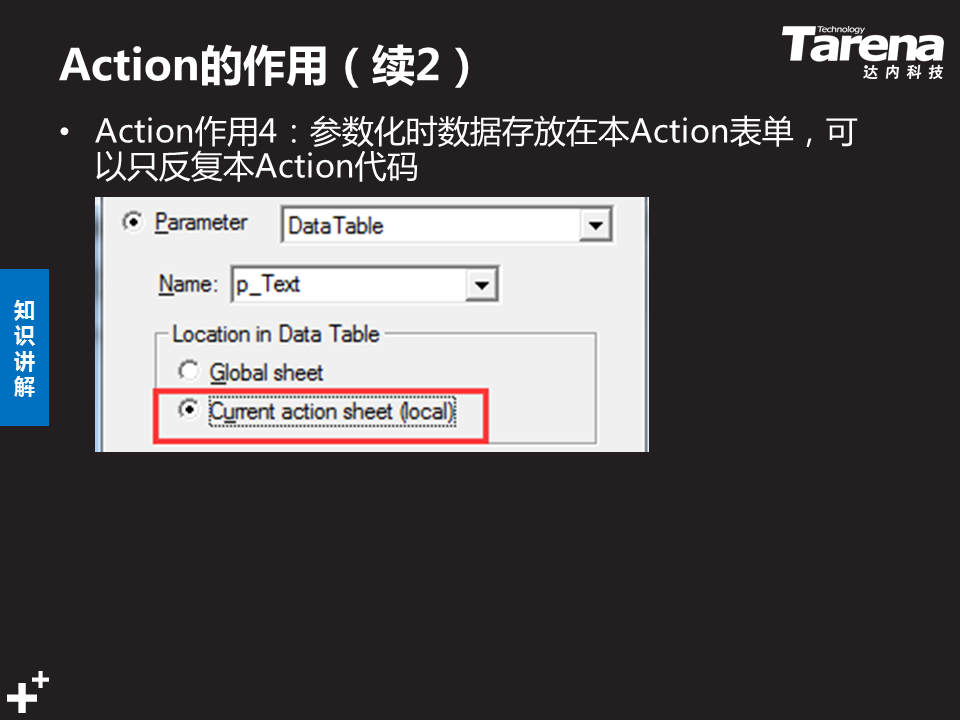 Action的作用（续2）
Technology
Tarena
达内科技
• Action作用4：参数化时数据存放在本Action表单，可
以只反复本Action代码
Parameter DataTable
Name: p_Text
Location in Data Table
Global sheet
Current action sheet (local)
知识讲解